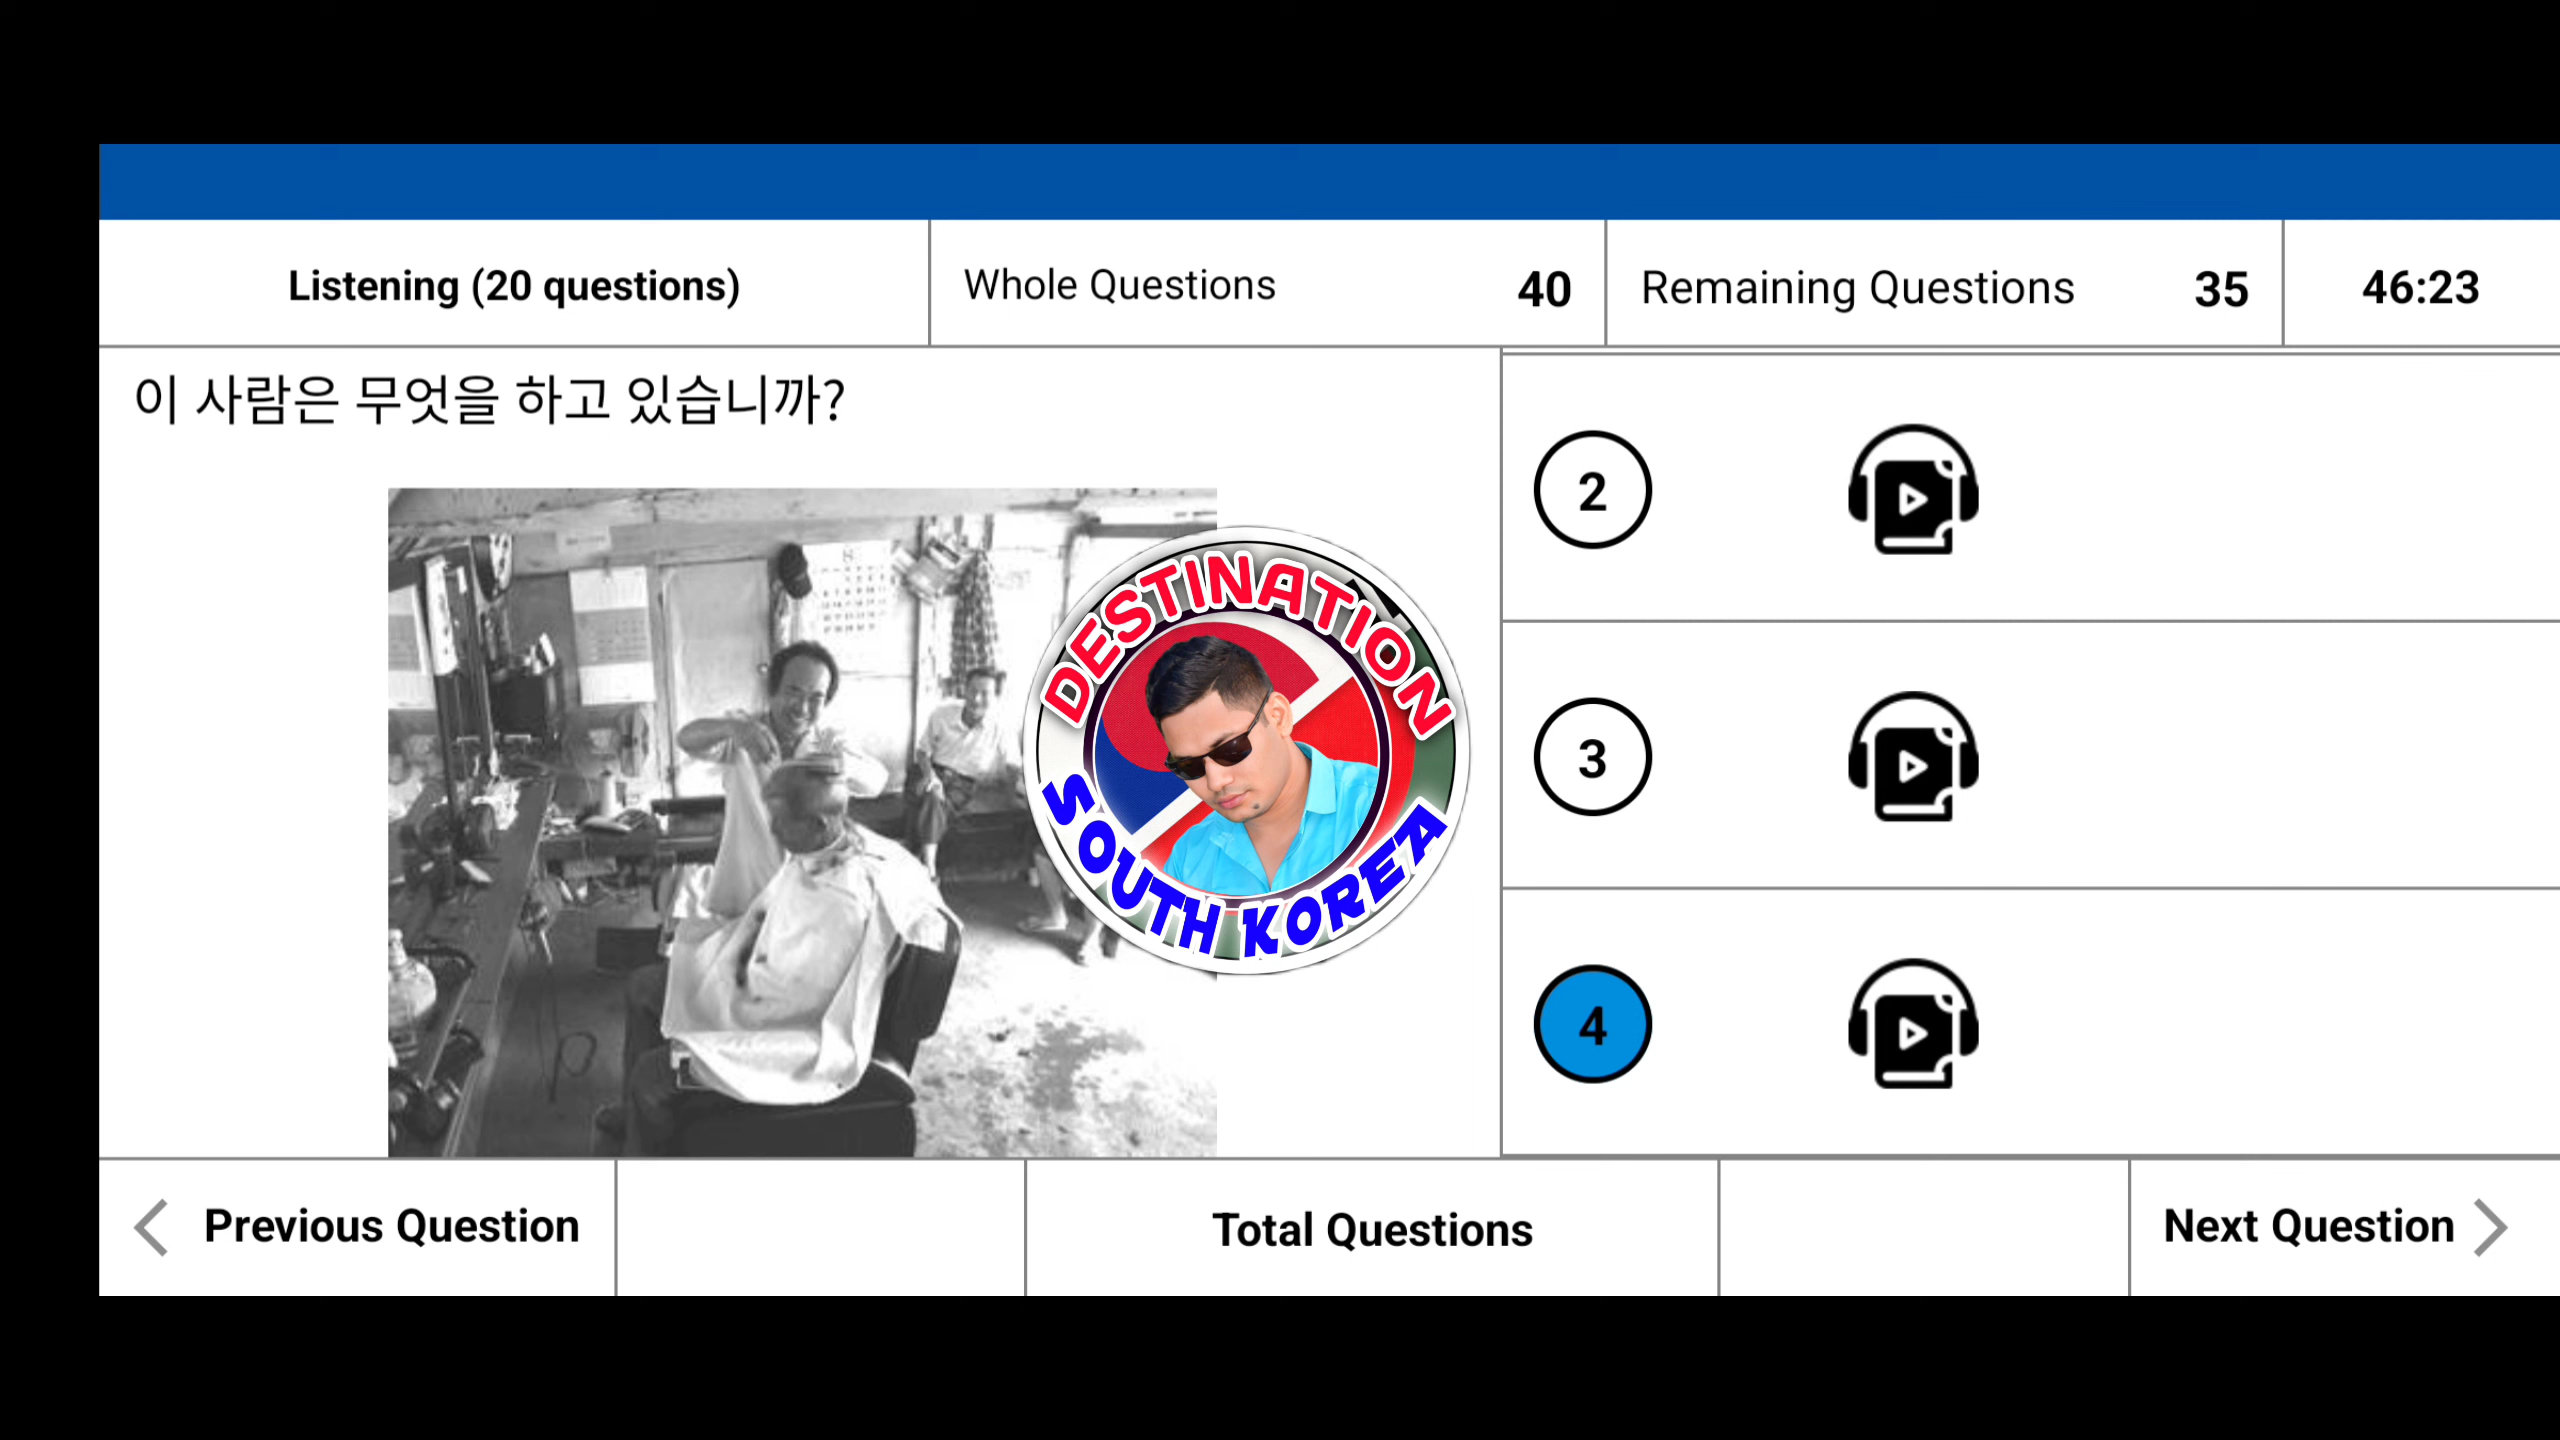 Listening (20 questions)
Whole Questions 40
Remaining Questions 35
46:23
이 사람은 무엇을 하고 있습니까?
DESTINATION
SOUTH KOREA
2
3
4
Previous Question
Total Questions
Next Question